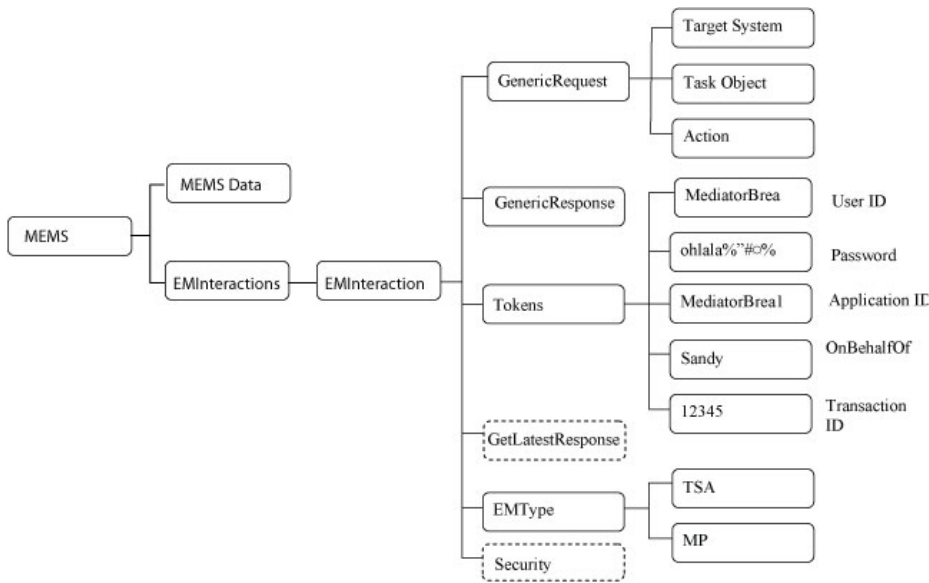 Target System
GenericRequest
Task Object
Action
MEMS Data
MediatorBrea
User ID
GenericResponse
MEMS
ohlala%”#¤%
Password
EMInteractions
EMInteraction
Tokens
MediatorBrea1
Application ID
Sandy
OnBehalfOf
12345
Transaction
ID
GetLatestResponse
TSA
EMType
MP
Security